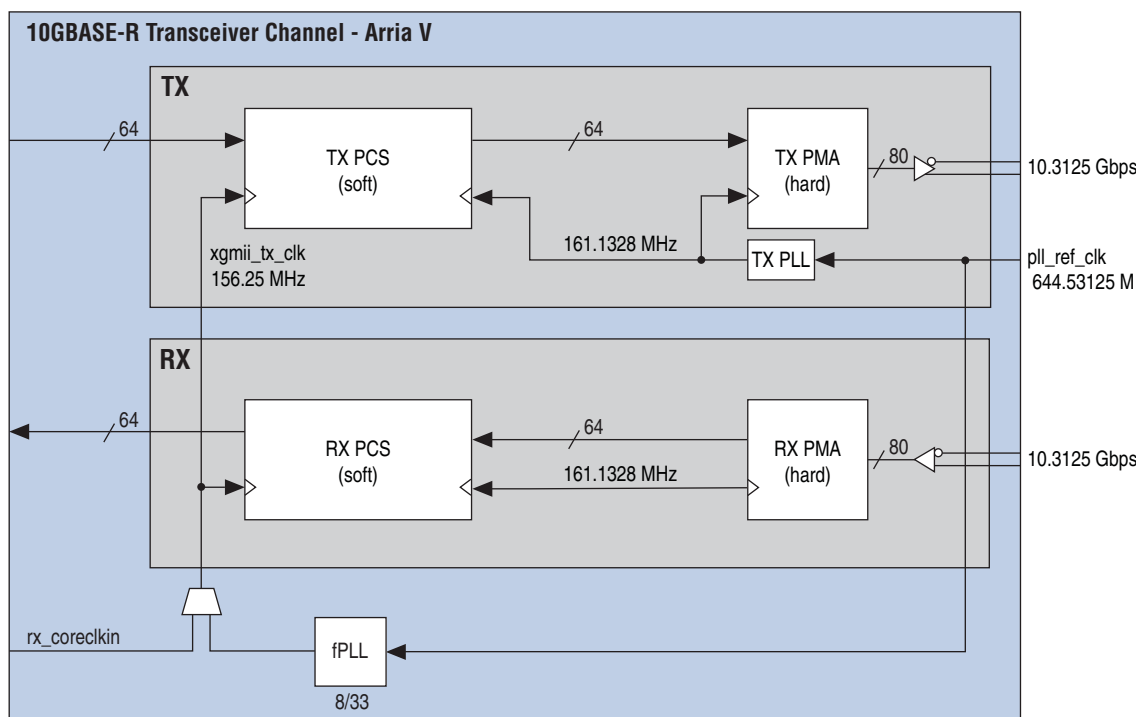 10GBASE-R Transceiver Channel - Arria V
TX
64
TX PCS
(soft)
64
TX PMA
(hard)
80
10.3125 Gbps
xgmii_tx_clk
156.25 MHz
161.1328 MHz
TX PLL
pll_ref_clk
644.53125 M
RX
64
RX PCS
(soft)
64
161.1328 MHz
RX PMA
(hard)
80
10.3125 Gbps
rx_coreclkin
fPLL
8/33